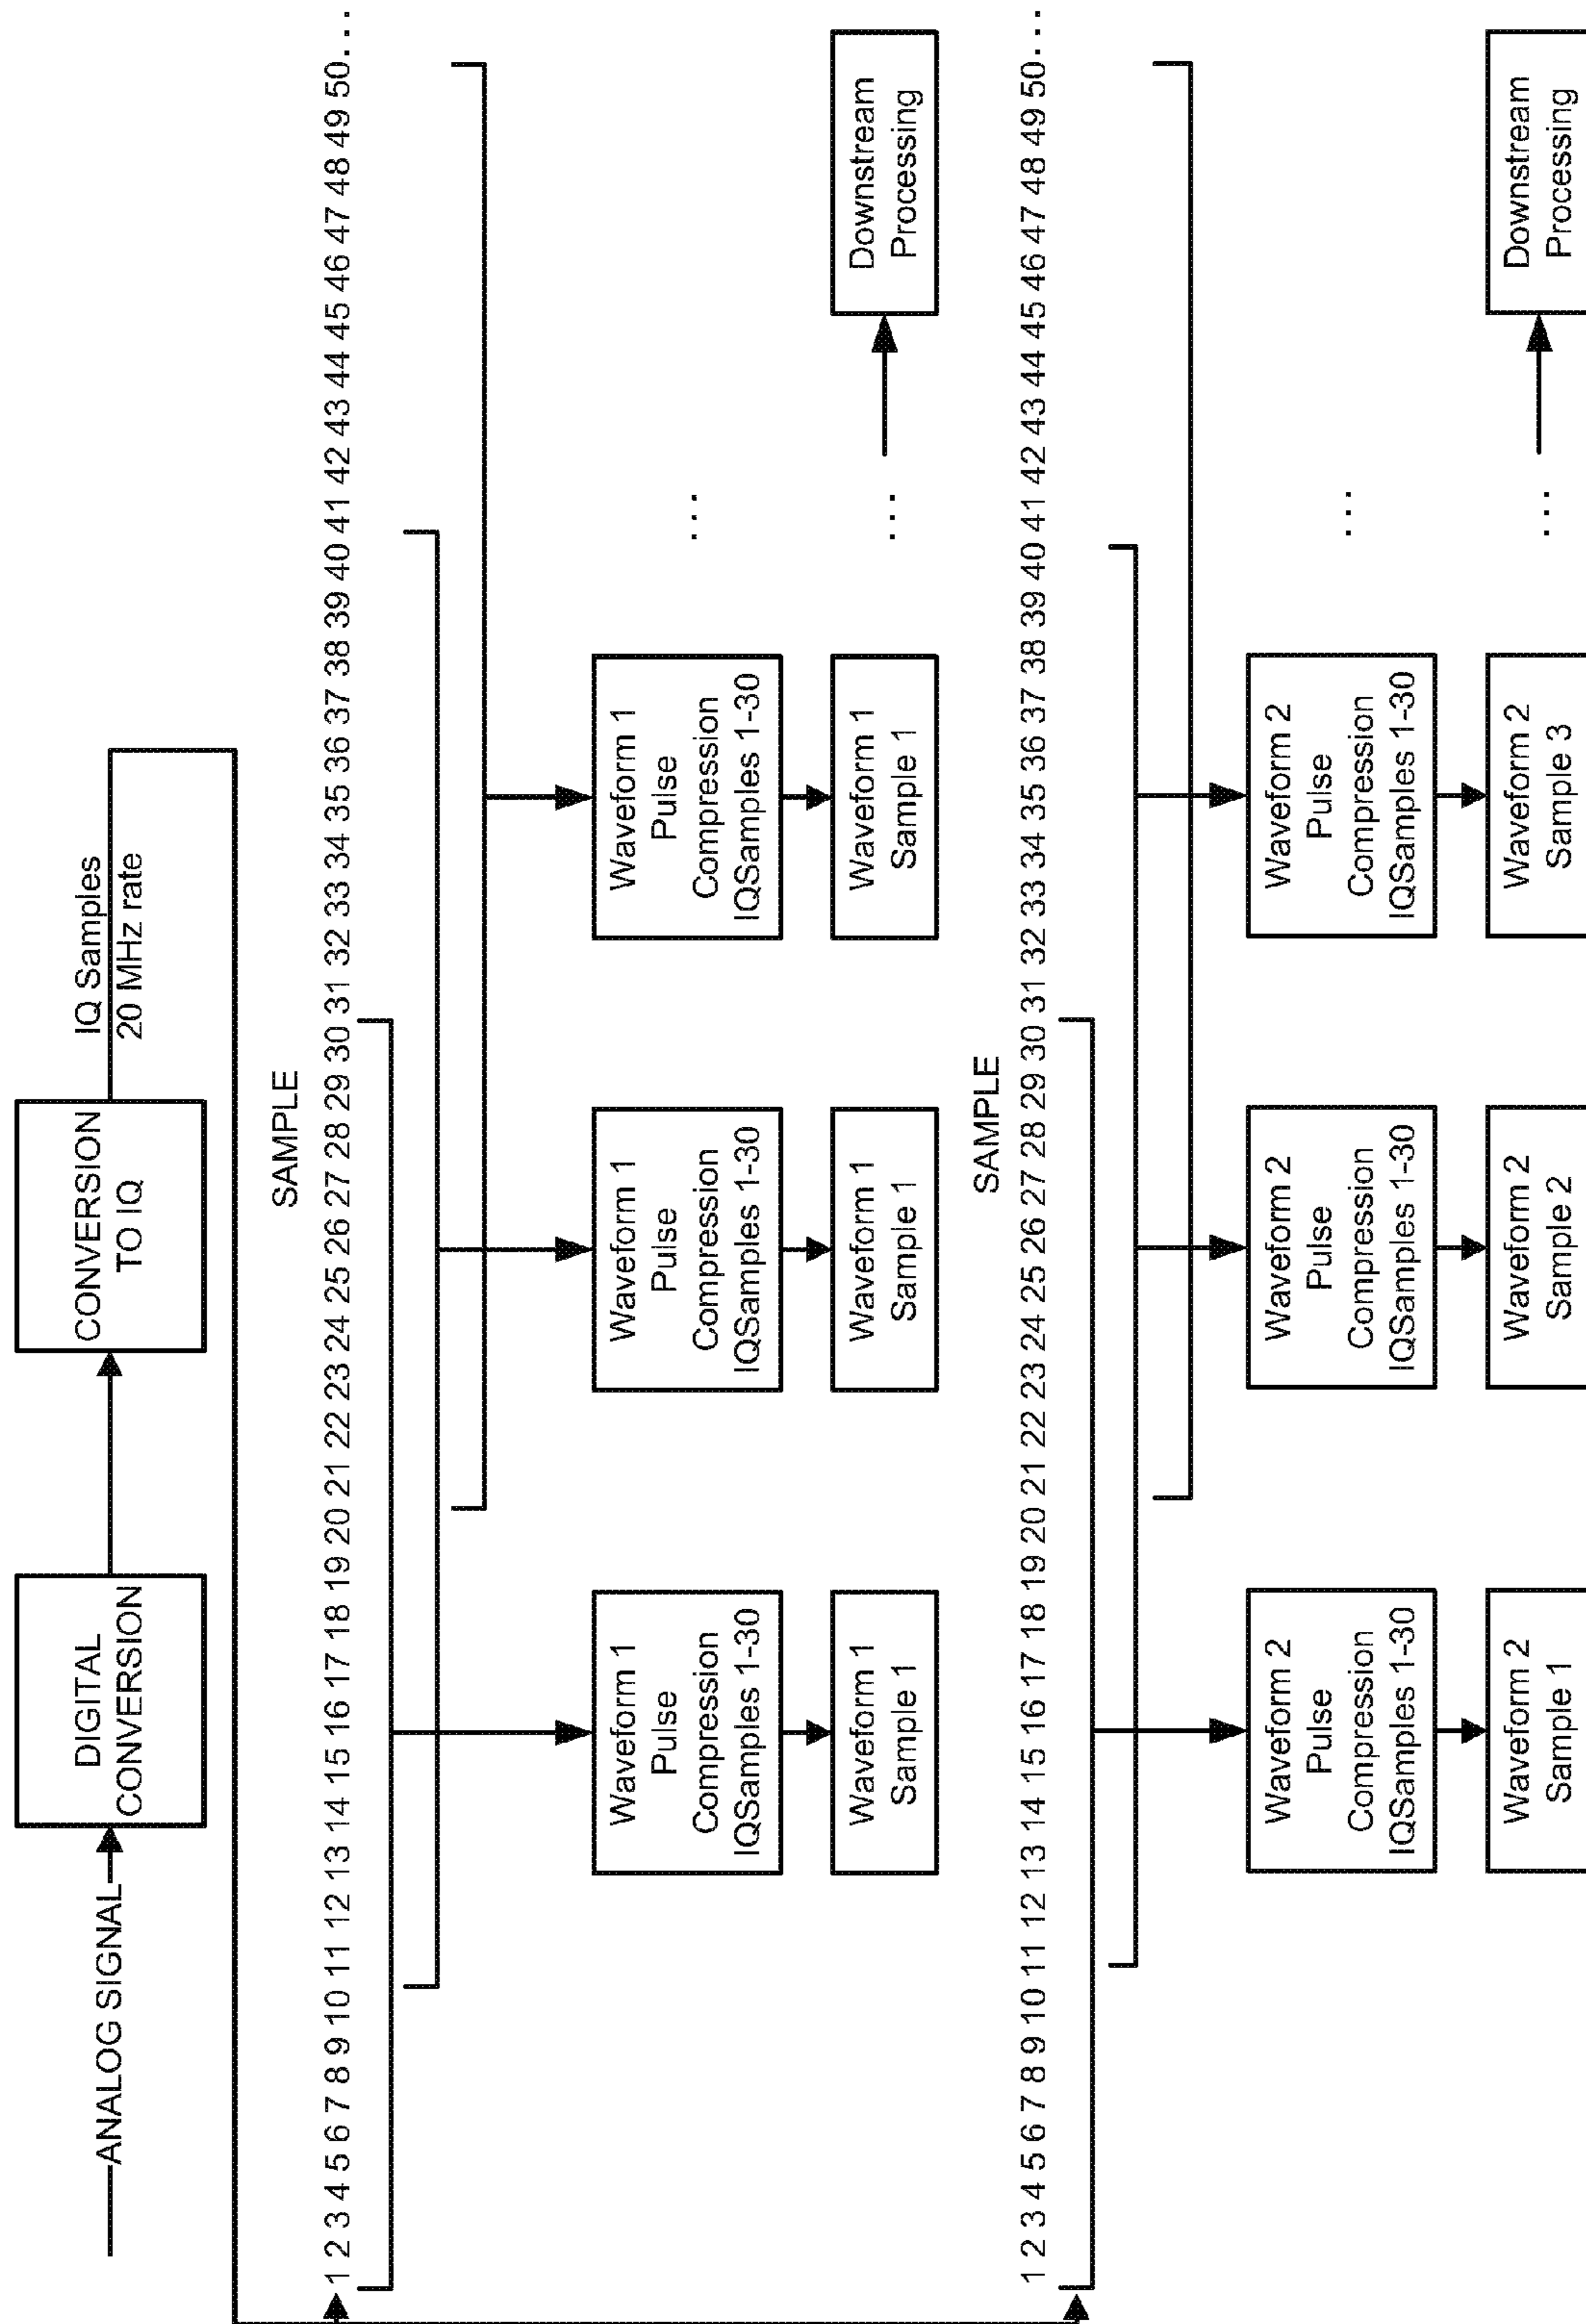 ANALOG SIGNAL
DIGITAL
CONVERSION
CONVERSION
TO IQ
IQ Samples
20 MHz rate
SAMPLE
1 2 3 4 5 6 7 8 9 10 11 12 13 14 15 16 17 18 19 20 21 22 23 24 25 26 27 28 29 30 31 32 33 34 35 36 37 38 39 40 41 42 43 44 45 46 47 48 49 50...
Waveform 1
Pulse
Compression
IQSamples 1-30
Waveform 1
Pulse
Compression
IQSamples 1-30
Waveform 1
Pulse
Compression
IQSamples 1-30
...
Waveform 1
Sample 1
Waveform 1
Sample 1
Waveform 1
Sample 1
...
Downstream
Processing
SAMPLE
1 2 3 4 5 6 7 8 9 10 11 12 13 14 15 16 17 18 19 20 21 22 23 24 25 26 27 28 29 30 31 32 33 34 35 36 37 38 39 40 41 42 43 44 45 46 47 48 49 50...
Waveform 2
Pulse
Compression
IQSamples 1-30
Waveform 2
Pulse
Compression
IQSamples 1-30
Waveform 2
Pulse
Compression
IQSamples 1-30
...
Waveform 2
Sample 1
Waveform 2
Sample 2
Waveform 2
Sample 3
...
Downstream
Processing